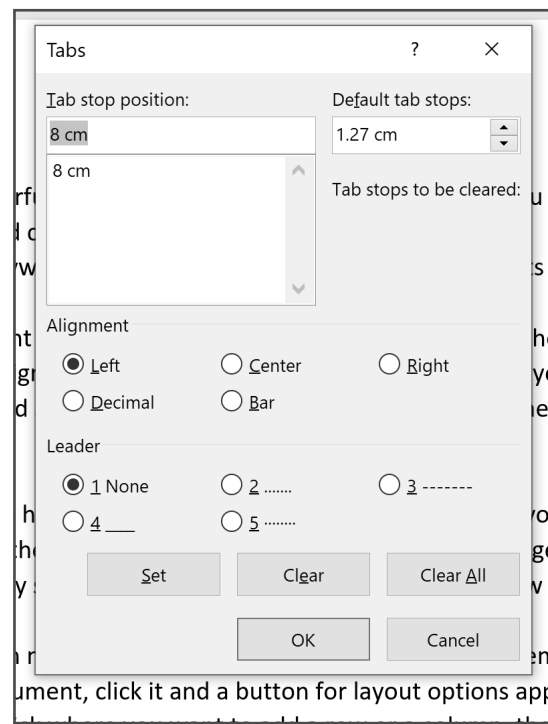 Tabs ? ×
Tab stop position:
Default tab stops:
8 cm
1.27 cm
8 cm
Tab stops to be cleared:
Alignment
Left Center Right
Decimal Bar
Leader
1 None 2 ....... 3 -------
4 ___ 5 ........
Set Clear Clear All
OK Cancel
ument, click it and a button for layout options app